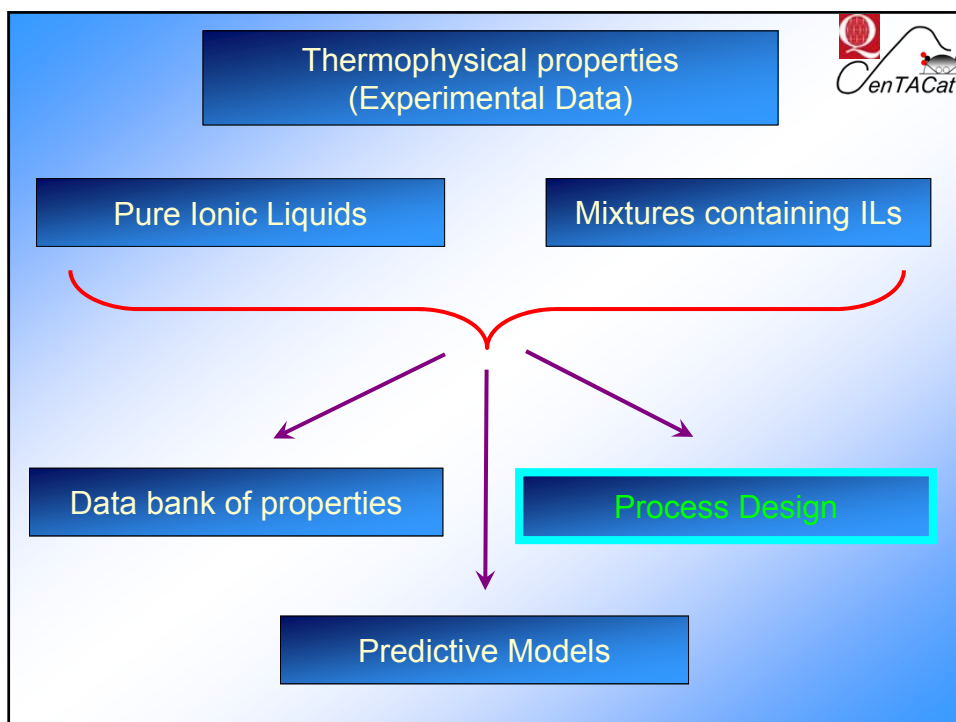 Thermophysical properties
(Experimental Data)
Q
CenTACat
Pure Ionic Liquids
Mixtures containing ILs
Data bank of properties
Process Design
Predictive Models